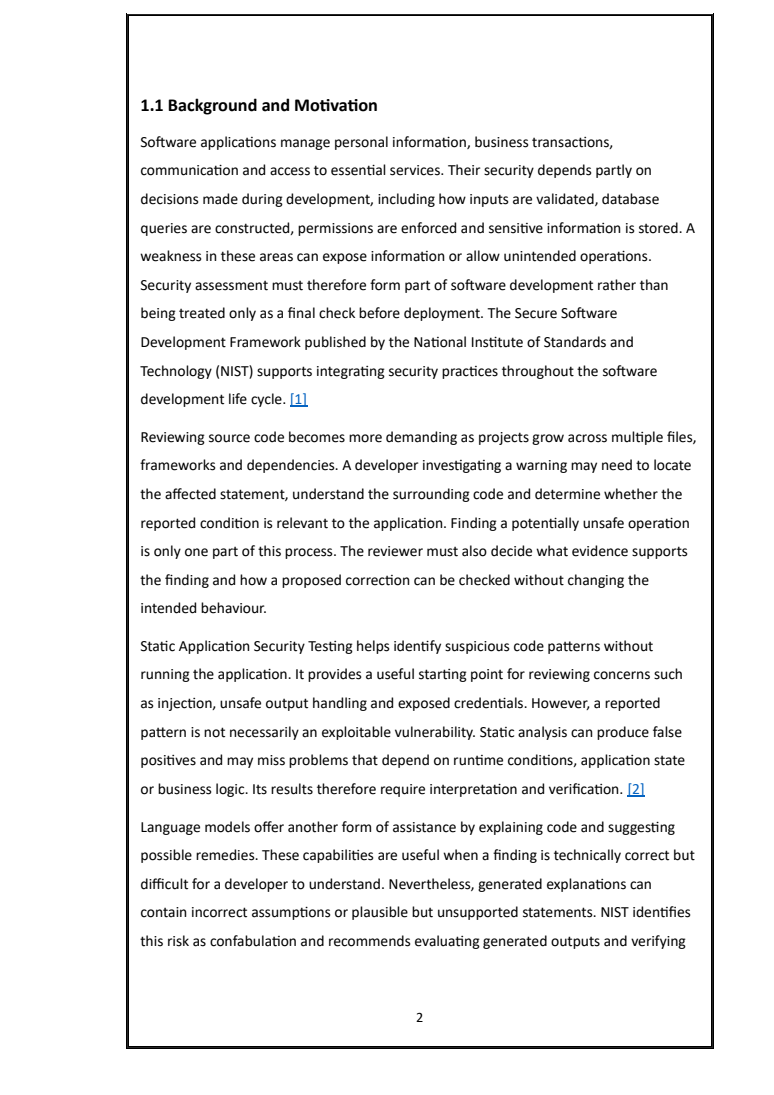 1.1 Background and Motivation
Software applications manage personal information, business transactions,
communication and access to essential services. Their security depends partly on
decisions made during development, including how inputs are validated, database
queries are constructed, permissions are enforced and sensitive information is stored. A
weakness in these areas can expose information or allow unintended operations.
Security assessment must therefore form part of software development rather than
being treated only as a final check before deployment. The Secure Software
Development Framework published by the National Institute of Standards and
Technology (NIST) supports integrating security practices throughout the software
development life cycle. [1]
Reviewing source code becomes more demanding as projects grow across multiple files,
frameworks and dependencies. A developer investigating a warning may need to locate
the affected statement, understand the surrounding code and determine whether the
reported condition is relevant to the application. Finding a potentially unsafe operation
is only one part of this process. The reviewer must also decide what evidence supports
the finding and how a proposed correction can be checked without changing the
intended behaviour.
Static Application Security Testing helps identify suspicious code patterns without
running the application. It provides a useful starting point for reviewing concerns such
as injection, unsafe output handling and exposed credentials. However, a reported
pattern is not necessarily an exploitable vulnerability. Static analysis can produce false
positives and may miss problems that depend on runtime conditions, application state
or business logic. Its results therefore require interpretation and verification. [2]
Language models offer another form of assistance by explaining code and suggesting
possible remedies. These capabilities are useful when a finding is technically correct but
difficult for a developer to understand. Nevertheless, generated explanations can
contain incorrect assumptions or plausible but unsupported statements. NIST identifies
this risk as confabulation and recommends evaluating generated outputs and verifying
2